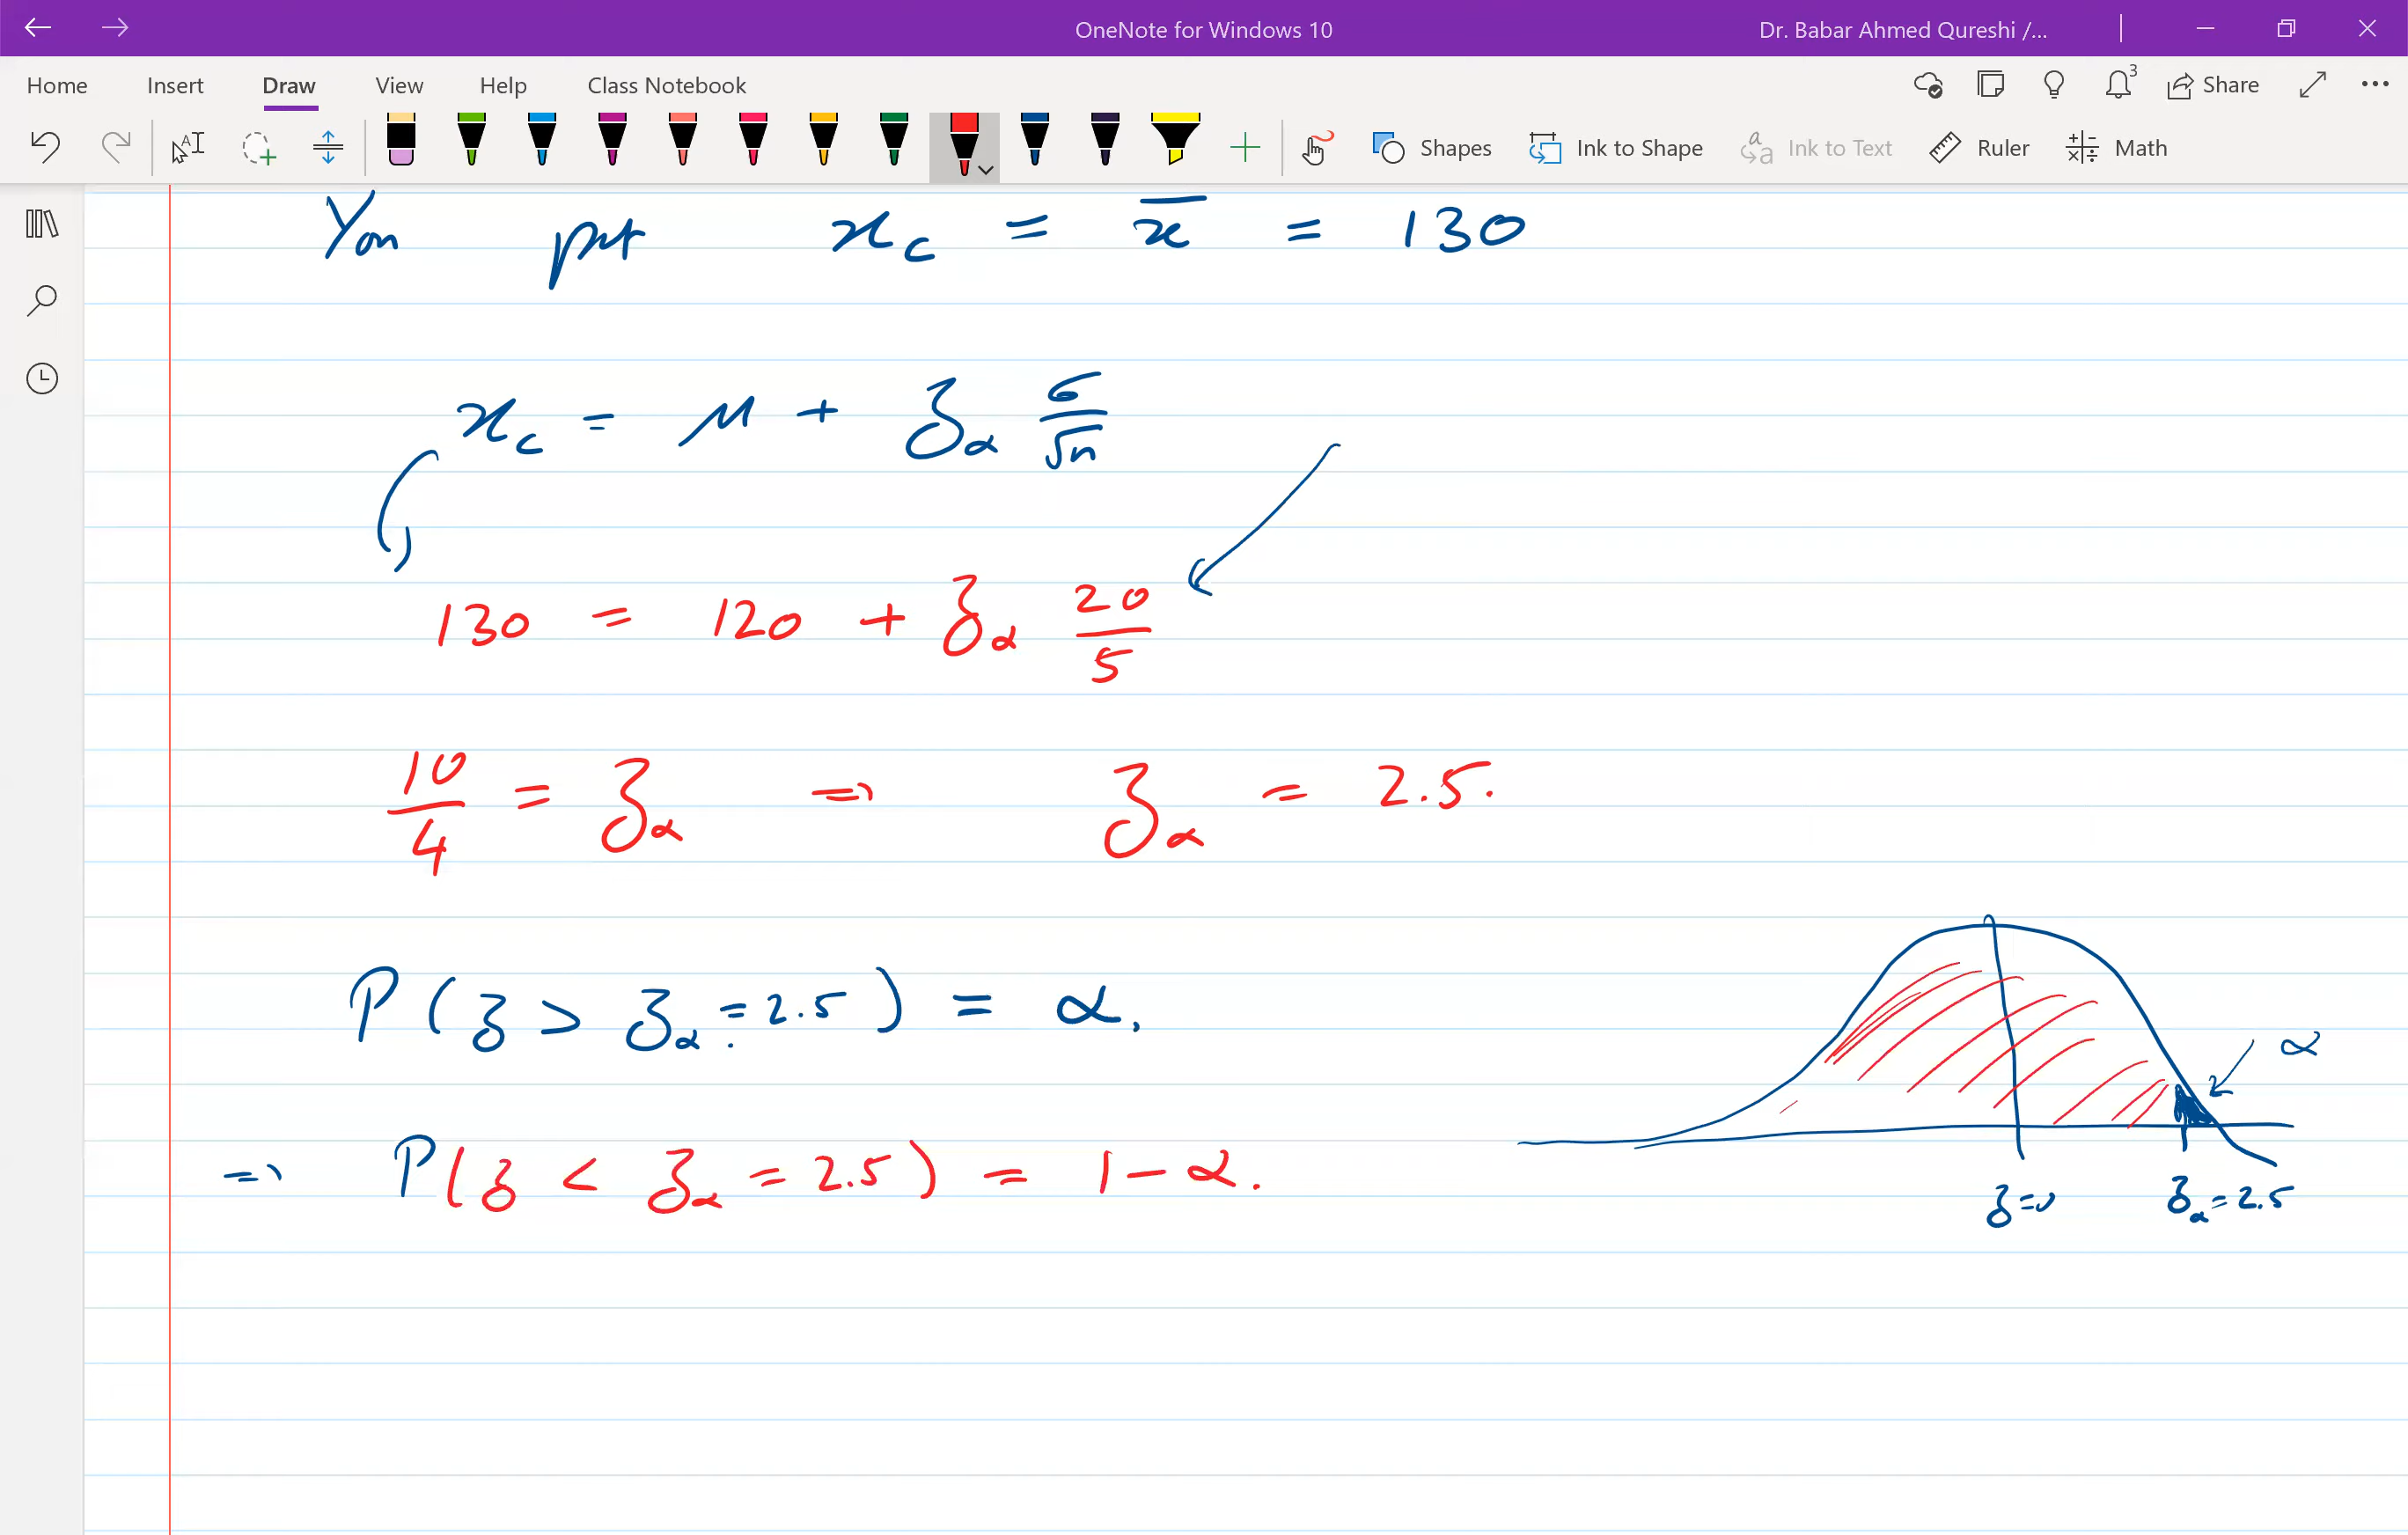 OneNote for Windows 10
Dr. Babar Ahmed Qureshi /...
Home Insert Draw View Help Class Notebook
3 Share
Shapes Ink to Shape Ink to Text Ruler Math
You put x_c = x̄ = 130
x_c = μ + z_α σ/√n
130 = 120 + z_α 20/5
10/4 = z_α ⇒ z_α = 2.5.
P(z > z_α = 2.5) = α.
α
⇒ P(z < z_α = 2.5) = 1 - α.
z=0 z_α = 2.5